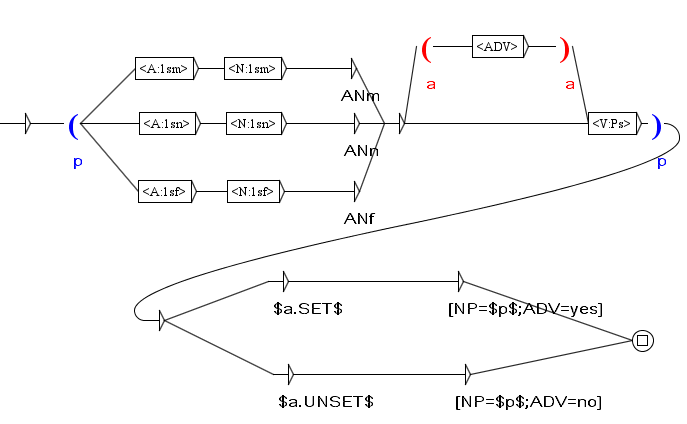 ( <ADV> )
a a
<A:1sm> <N:1sm>
ANm
( <A:1sn> <N:1sn> <V:Ps> )
p ANn p
<A:1sf> <N:1sf>
ANf
$a.SET$ [NP=$p$;ADV=yes]
$a.UNSET$ [NP=$p$;ADV=no]